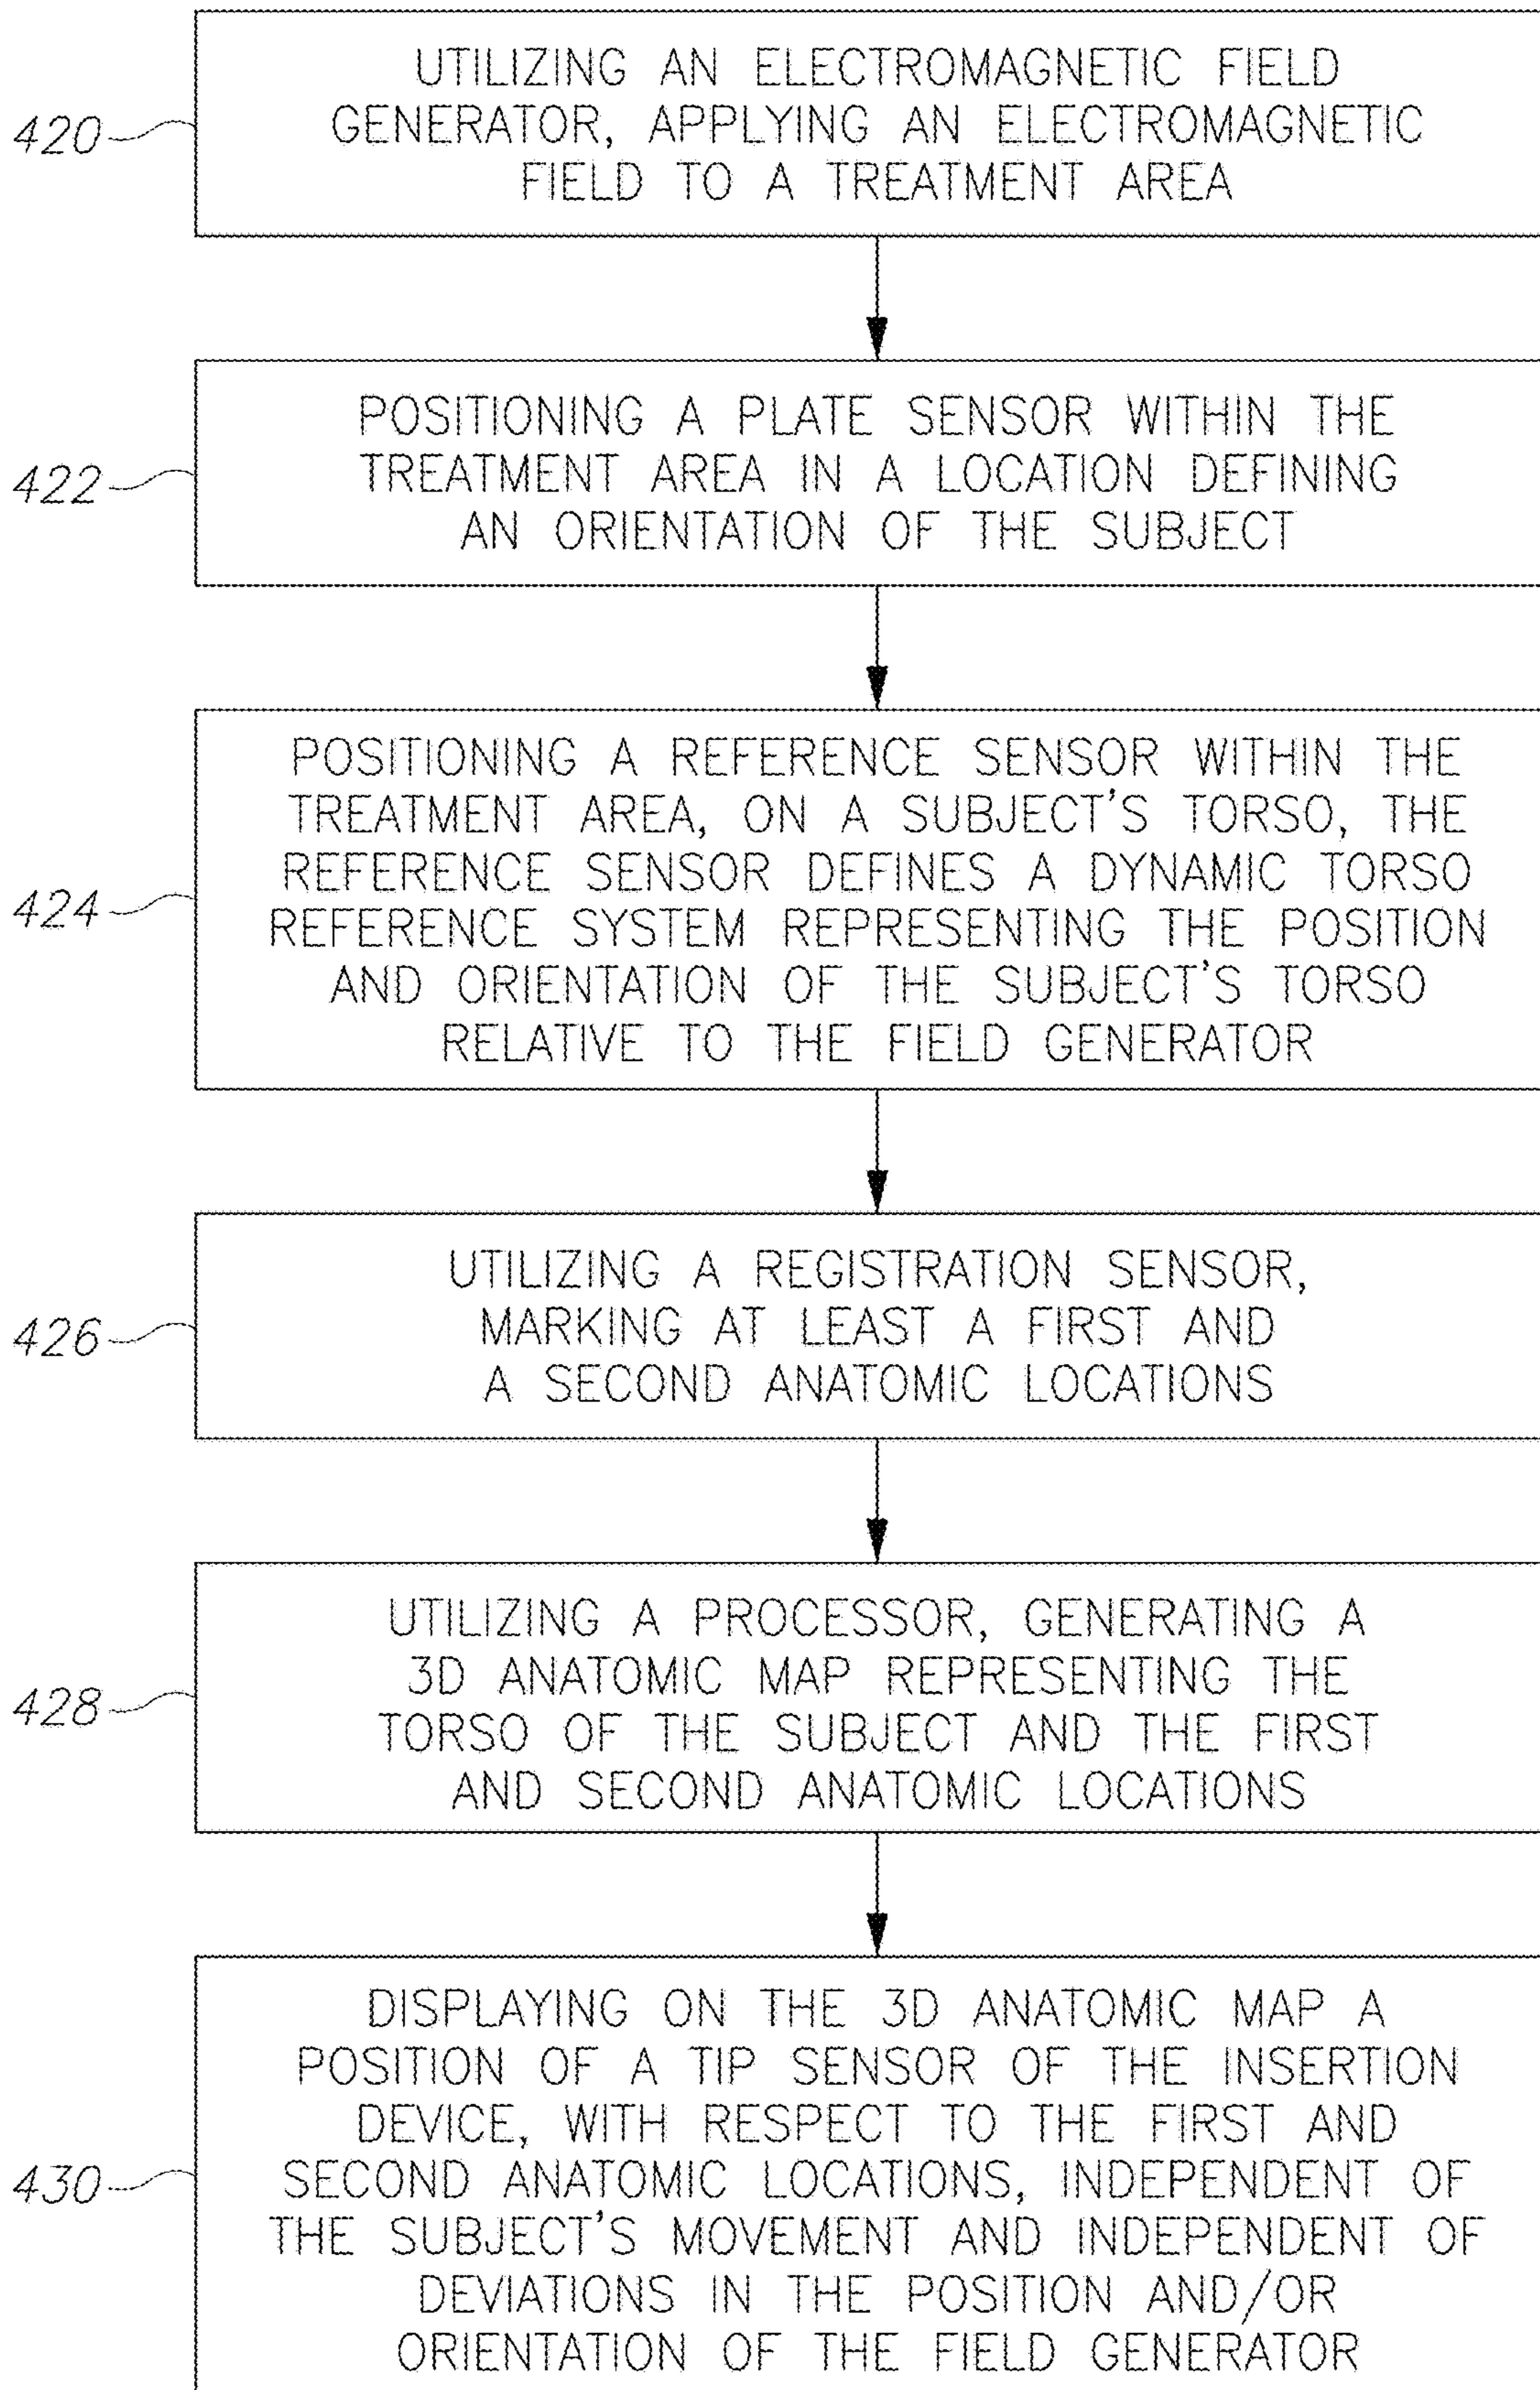 UTILIZING AN ELECTROMAGNETIC FIELD
GENERATOR, APPLYING AN ELECTROMAGNETIC
FIELD TO A TREATMENT AREA
420
POSITIONING A PLATE SENSOR WITHIN THE
TREATMENT AREA IN A LOCATION DEFINING
AN ORIENTATION OF THE SUBJECT
422
POSITIONING A REFERENCE SENSOR WITHIN THE
TREATMENT AREA, ON A SUBJECT'S TORSO, THE
REFERENCE SENSOR DEFINES A DYNAMIC TORSO
REFERENCE SYSTEM REPRESENTING THE POSITION
AND ORIENTATION OF THE SUBJECT'S TORSO
RELATIVE TO THE FIELD GENERATOR
424
UTILIZING A REGISTRATION SENSOR,
MARKING AT LEAST A FIRST AND
A SECOND ANATOMIC LOCATIONS
426
UTILIZING A PROCESSOR, GENERATING A
3D ANATOMIC MAP REPRESENTING THE
TORSO OF THE SUBJECT AND THE FIRST
AND SECOND ANATOMIC LOCATIONS
428
DISPLAYING ON THE 3D ANATOMIC MAP A
POSITION OF A TIP SENSOR OF THE INSERTION
DEVICE, WITH RESPECT TO THE FIRST AND
SECOND ANATOMIC LOCATIONS, INDEPENDENT OF
THE SUBJECT'S MOVEMENT AND INDEPENDENT OF
DEVIATIONS IN THE POSITION AND/OR
ORIENTATION OF THE FIELD GENERATOR
430